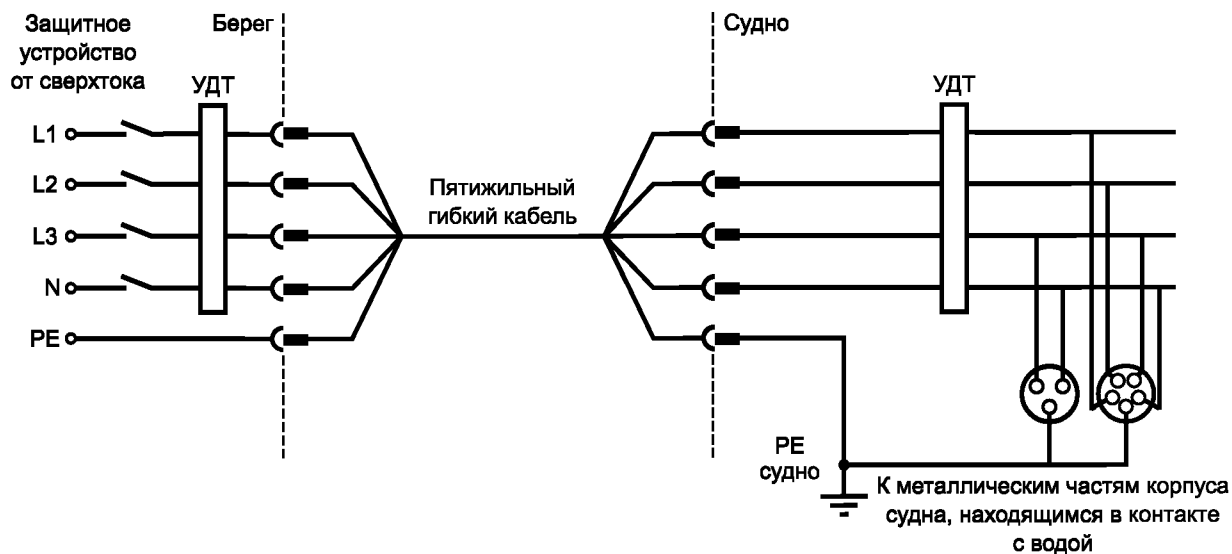 Защитное
устройство
от сверхтока
Берег
Судно
УДТ
УДТ
L1
L2
L3
N
PE
Пятижильный
гибкий кабель
PE
судно
К металлическим частям корпуса
судна, находящимся в контакте
с водой